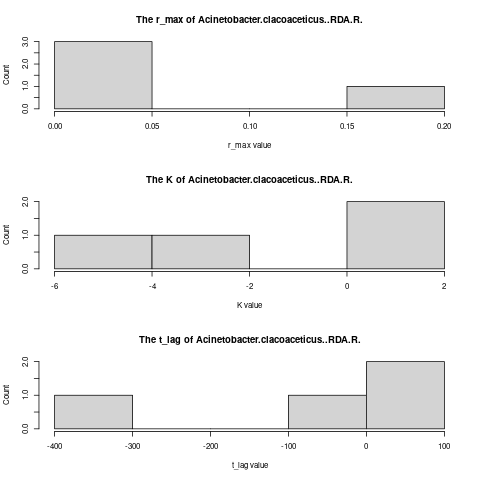 The r_max of Acinetobacter.clacoaceticus..RDA.R.
Count
3.0
2.0
1.0
0.0
0.00 0.05 0.10 0.15 0.20
r_max value
The K of Acinetobacter.clacoaceticus..RDA.R.
Count
2.0
1.0
0.0
-6 -4 -2 0 2
K value
The t_lag of Acinetobacter.clacoaceticus..RDA.R.
Count
2.0
1.0
0.0
-400 -300 -200 -100 0 100
t_lag value